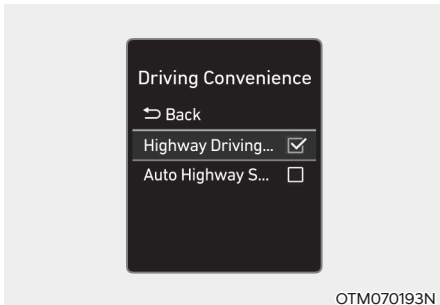 Driving Convenience
Back
Highway Driving...
Auto Highway S...
OTM070193N